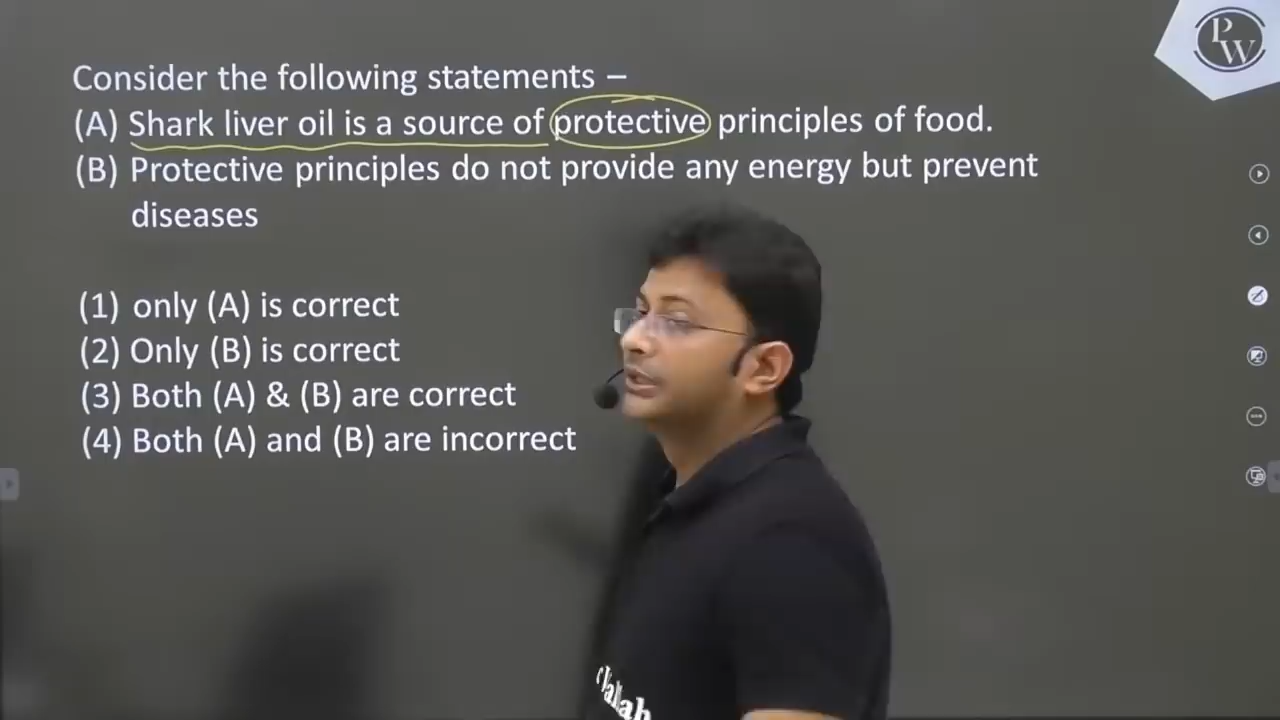 PW
Consider the following statements –
(A) Shark liver oil is a source of protective principles of food.
(B) Protective principles do not provide any energy but prevent
diseases
(1) only (A) is correct
(2) Only (B) is correct
(3) Both (A) & (B) are correct
(4) Both (A) and (B) are incorrect